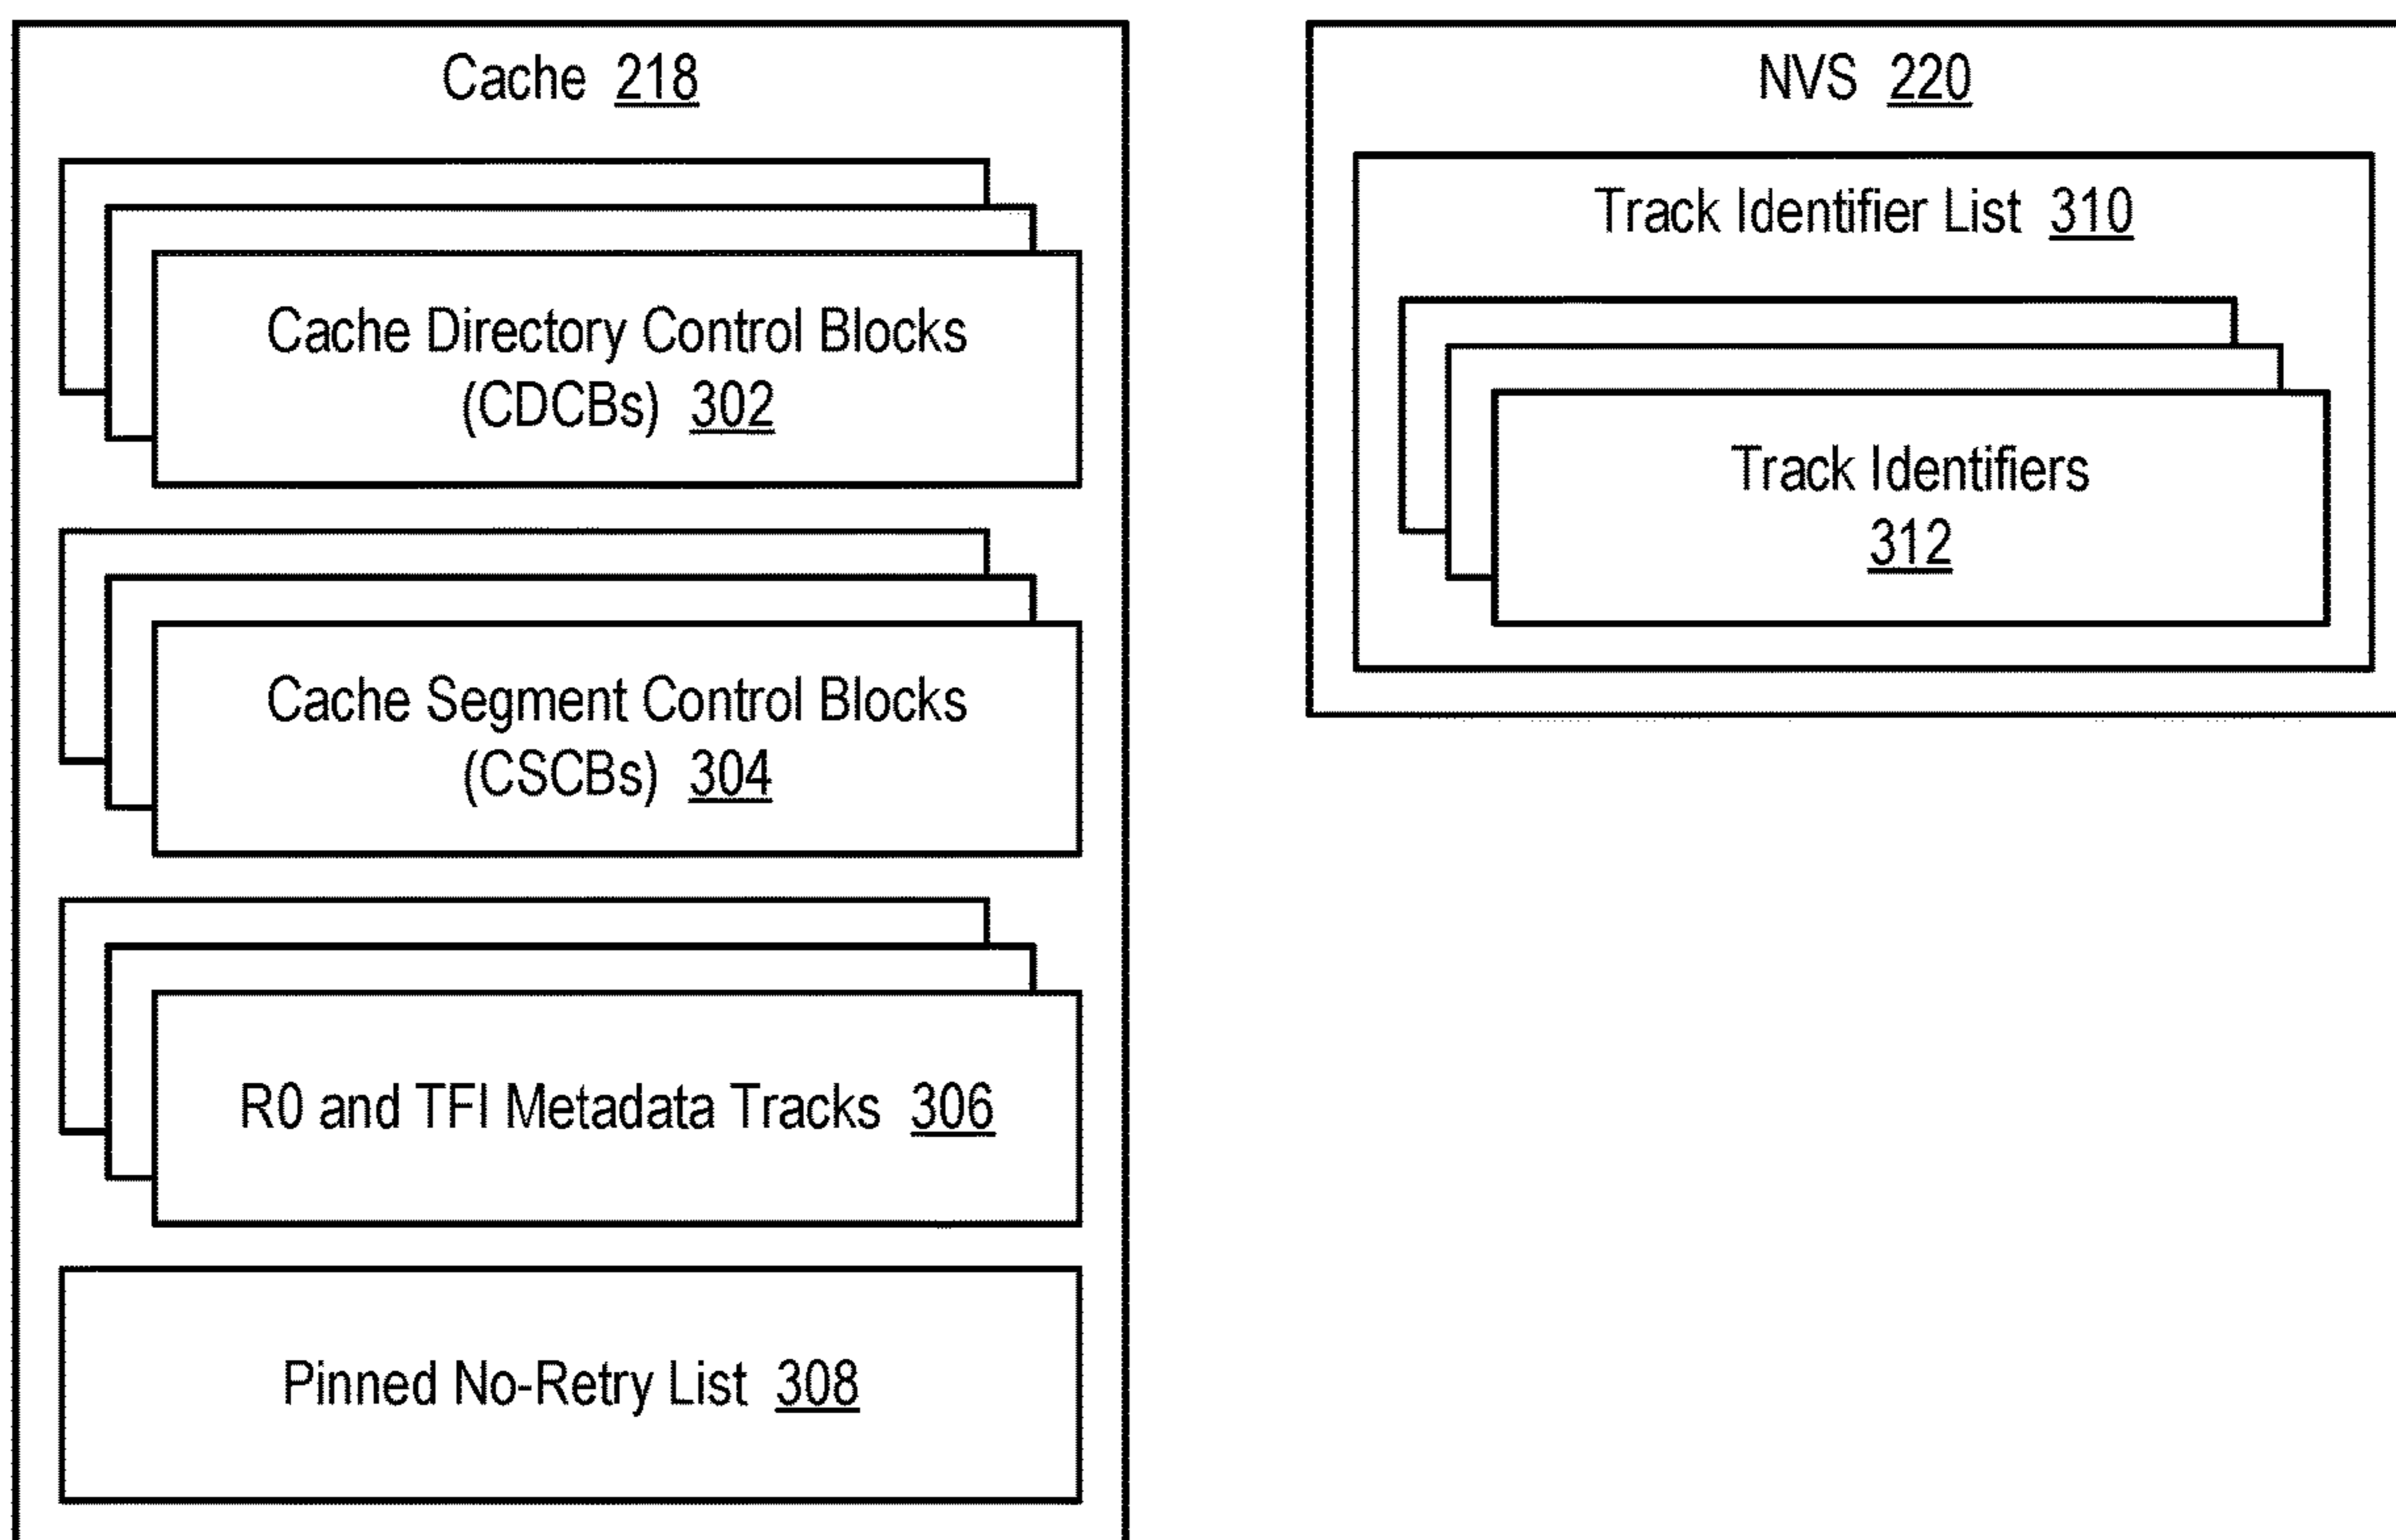 Cache 218
Cache Directory Control Blocks
(CDCBs) 302
Cache Segment Control Blocks
(CSCBs) 304
R0 and TFI Metadata Tracks 306
Pinned No-Retry List 308
NVS 220
Track Identifier List 310
Track Identifiers
312